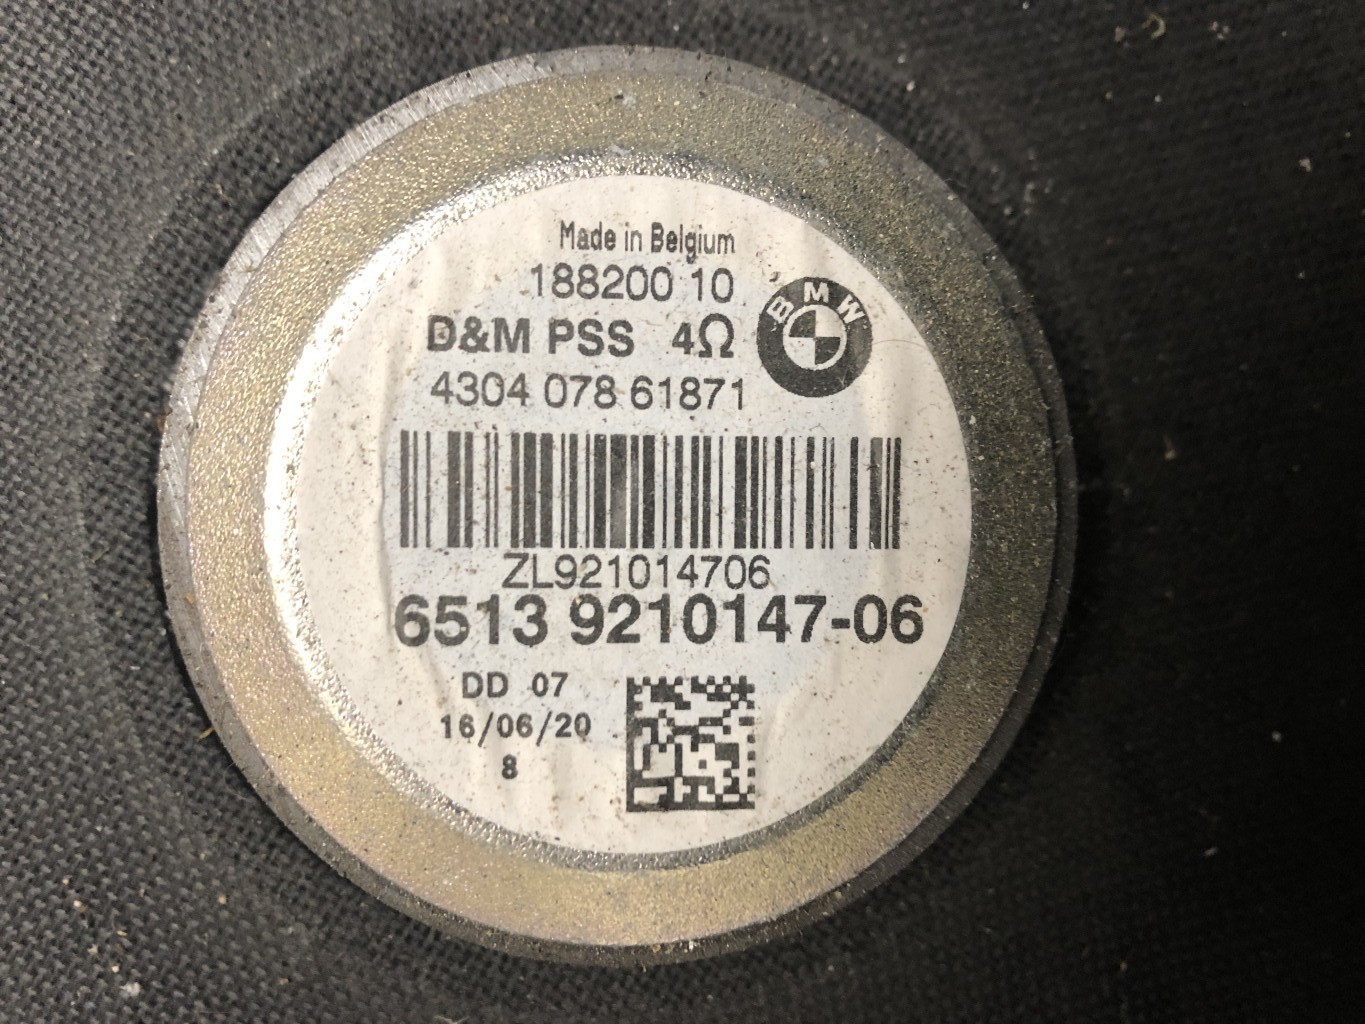 Made in Belgium
188200 10
D&M PSS 4Ω
BMW
4304 078 61871
ZL921014706
6513 9210147-06
DD 07
16/06/20
8